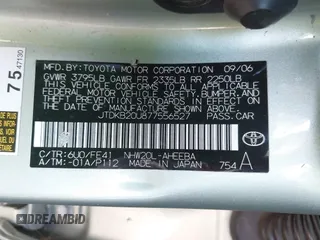 MFD. BY: TOYOTA MOTOR CORPORATION 09/06
GVWR 3795LB GAWR FR 2335LB RR 2250LB
THIS VEHICLE CONFORMS TO ALL APPLICABLE
FEDERAL MOTOR VEHICLE SAFETY, BUMPER, AND
THEFT PREVENTION STANDARDS IN EFFECT ON
THE DATE OF MANUFACTURE SHOWN ABOVE.
JTDKB20U877556527 PASS.CAR
C/TR: 6U0/FE41 NHW20L-AHEEBA
A/TM: -01A/P112 MADE IN JAPAN 754 A
75 47130
DREAMBID